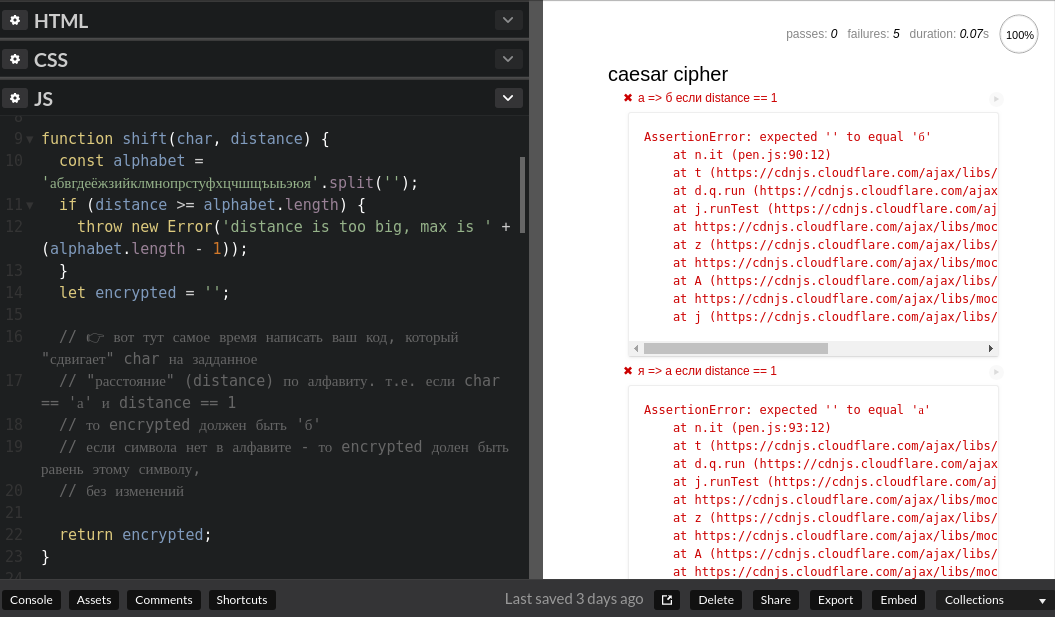 HTML
CSS
JS
8
9 function shift(char, distance) {
10 const alphabet =
'абвгдеёжзийклмнопрстуфхцчшщъыьэюя'.split('');
11 if (distance >= alphabet.length) {
12 throw new Error('distance is too big, max is ' +
(alphabet.length - 1));
13 }
14 let encrypted = '';
15
16 // 👉 вот тут самое время написать ваш код, который
"сдвигает" char на задданное
17 // "расстояние" (distance) по алфавиту. т.е. если char
== 'а' и distance == 1
18 // то encrypted должен быть 'б'
19 // если символа нет в алфавите - то encrypted долен быть
равень этому символу,
20 // без изменений
21
22 return encrypted;
23 }
24
passes: 0 failures: 5 duration: 0.07s 100%
caesar cipher
✖ а => б если distance == 1
AssertionError: expected '' to equal 'б'
at n.it (pen.js:90:12)
at t (https://cdnjs.cloudflare.com/ajax/libs/
at d.q.run (https://cdnjs.cloudflare.com/ajax
at j.runTest (https://cdnjs.cloudflare.com/aj
at https://cdnjs.cloudflare.com/ajax/libs/moc
at z (https://cdnjs.cloudflare.com/ajax/libs/
at https://cdnjs.cloudflare.com/ajax/libs/moc
at A (https://cdnjs.cloudflare.com/ajax/libs/
at https://cdnjs.cloudflare.com/ajax/libs/moc
at j (https://cdnjs.cloudflare.com/ajax/libs/
✖ я => а если distance == 1
AssertionError: expected '' to equal 'а'
at n.it (pen.js:93:12)
at t (https://cdnjs.cloudflare.com/ajax/libs/
at d.q.run (https://cdnjs.cloudflare.com/ajax
at j.runTest (https://cdnjs.cloudflare.com/aj
at https://cdnjs.cloudflare.com/ajax/libs/moc
at z (https://cdnjs.cloudflare.com/ajax/libs/
at https://cdnjs.cloudflare.com/ajax/libs/moc
at A (https://cdnjs.cloudflare.com/ajax/libs/
at https://cdnjs.cloudflare.com/ajax/libs/moc
Console Assets Comments Shortcuts Last saved 3 days ago Delete Share Export Embed Collections